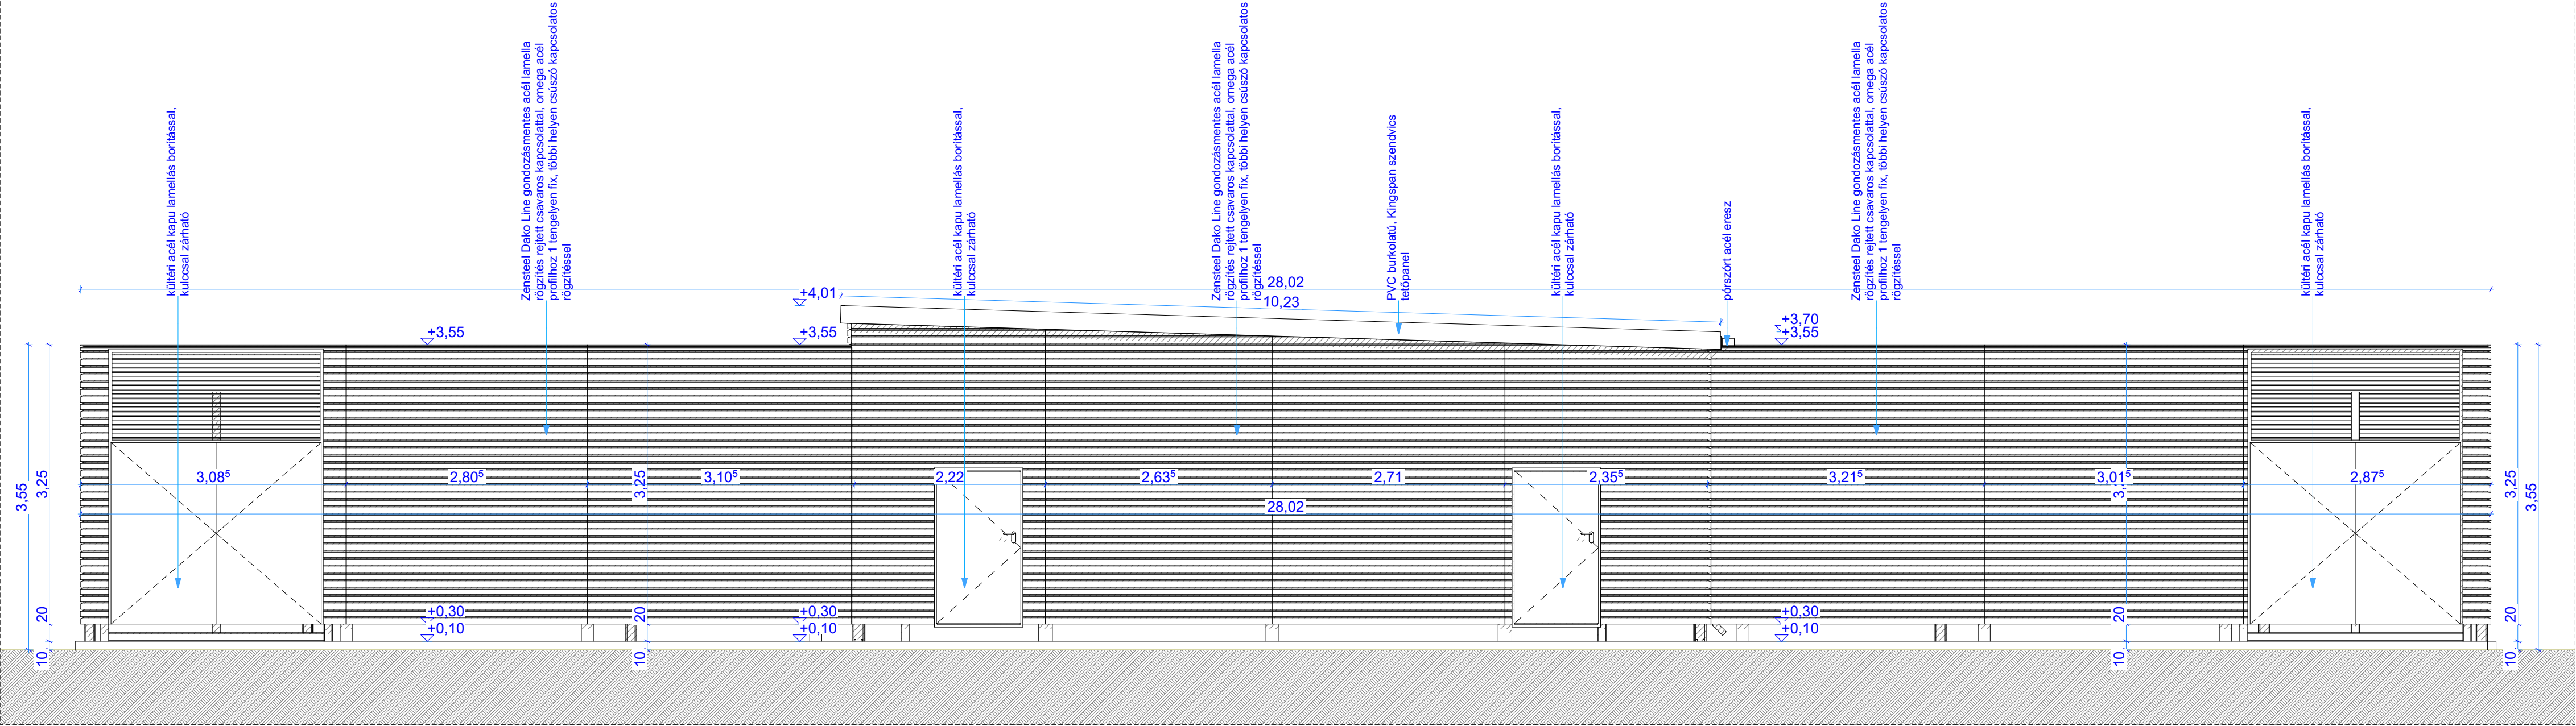 kültéri acél kapu lamellás borítással,
kulccsal zárható
Zensteel Dako Line gondozásmentes acél lamella
rögzítés rejtett csavaros kapcsolattal, omega acél
profilhoz 1 tengelyen fix, többi helyen csúszó kapcsolatos
rögzítéssel
kültéri acél kapu lamellás borítással,
kulccsal zárható
Zensteel Dako Line gondozásmentes acél lamella
rögzítés rejtett csavaros kapcsolattal, omega acél
profilhoz 1 tengelyen fix, többi helyen csúszó kapcsolatos
rögzítéssel
PVC burkolatú, Kingspan szendvics
tetőpanel
kültéri acél kapu lamellás borítással,
kulccsal zárható
pórszórt acél eresz
Zensteel Dako Line gondozásmentes acél lamella
rögzítés rejtett csavaros kapcsolattal, omega acél
profilhoz 1 tengelyen fix, többi helyen csúszó kapcsolatos
rögzítéssel
kültéri acél kapu lamellás borítással,
kulccsal zárható
28,02
+4,01
10,23
+3,55
+3,55
+3,70
+3,55
3,55
3,25
20
10
3,08⁵
2,80⁵
3,25
3,10⁵
2,22
2,63⁵
2,71
2,35⁵
3,21⁵
3,01⁵
2,87⁵
28,02
3,25
3,55
+0,30
+0,10
20
10
+0,30
+0,10
+0,30
+0,10
20
10
20
10